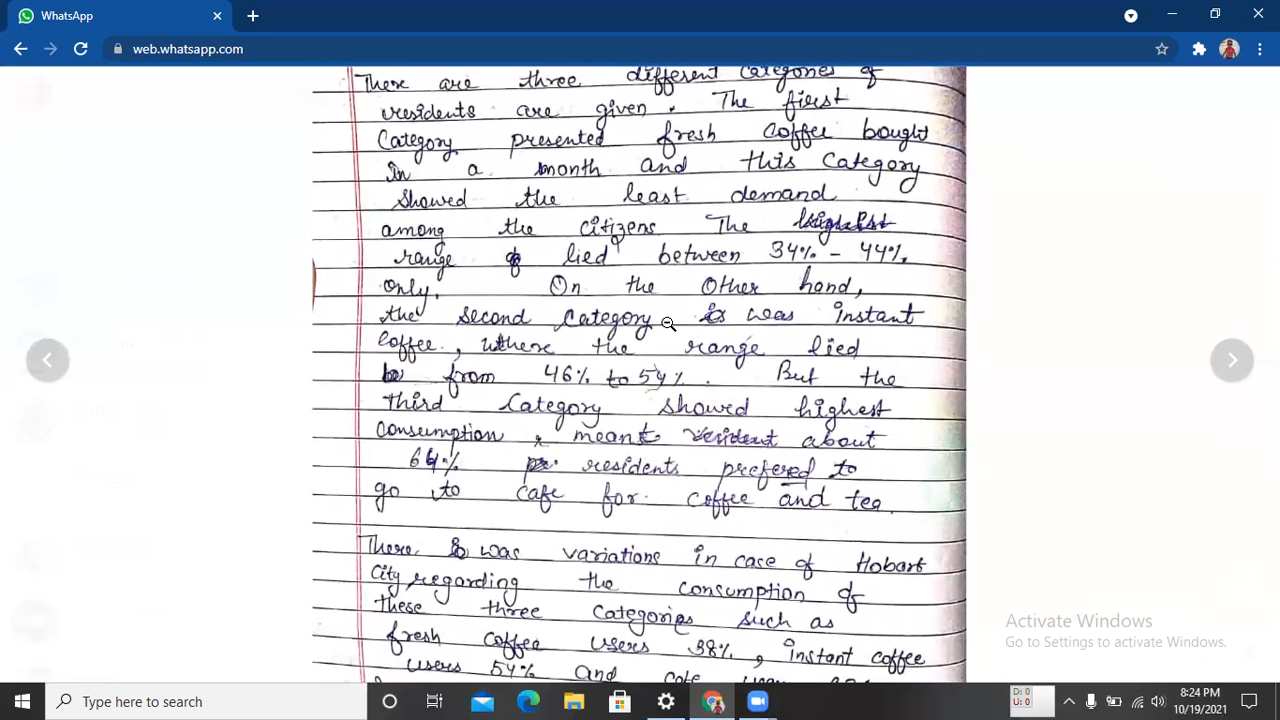 WhatsApp
web.whatsapp.com
There are three different categories of
residents are given. The first
Category presented fresh coffee bought
In a month and this category
showed the least demand
among the citizens The highest
range of lied between 34% - 44%
only. On the Other hand,
the second Category is was instant
Coffee, where the range lied
be from 46% to 54%. But the
third Category showed highest
consumption, meant resident about
64% pr. residents prefered to
go to cafe for coffee and tea.
There is was variations in case of Hobart
City regarding the consumption of
these three categories such as
fresh coffee users 38%, instant coffee
users 54% and
Activate Windows
Go to Settings to activate Windows.
Type here to search
D: 0
U: 0
8:24 PM
10/19/2021